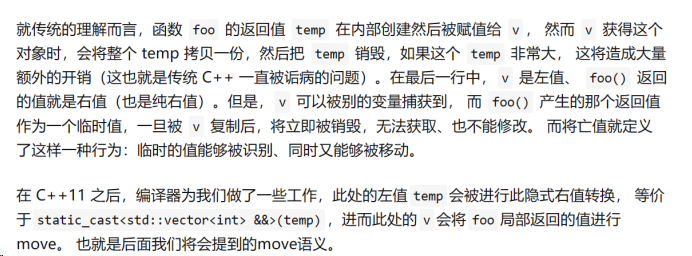 就传统的理解而言，函数 foo 的返回值 temp 在内部创建然后被赋值给 v ， 然而 v 获得这个
对象时，会将整个 temp 拷贝一份，然后把 temp 销毁，如果这个 temp 非常大， 这将造成大量
额外的开销（这也就是传统 C++ 一直被诟病的问题）。在最后一行中， v 是左值、 foo() 返回
的值就是右值（也是纯右值）。但是， v 可以被别的变量捕获到， 而 foo() 产生的那个返回值
作为一个临时值，一旦被 v 复制后，将立即被销毁，无法获取、也不能修改。 而将亡值就定义
了这样一种行为：临时的值能够被识别、同时又能够被移动。
在 C++11 之后，编译器为我们做了一些工作，此处的左值 temp 会被进行此隐式右值转换， 等价
于 static_cast<std::vector<int> &&>(temp) ，进而此处的 v 会将 foo 局部返回的值进行
move。 也就是后面我们将会提到的move语义。